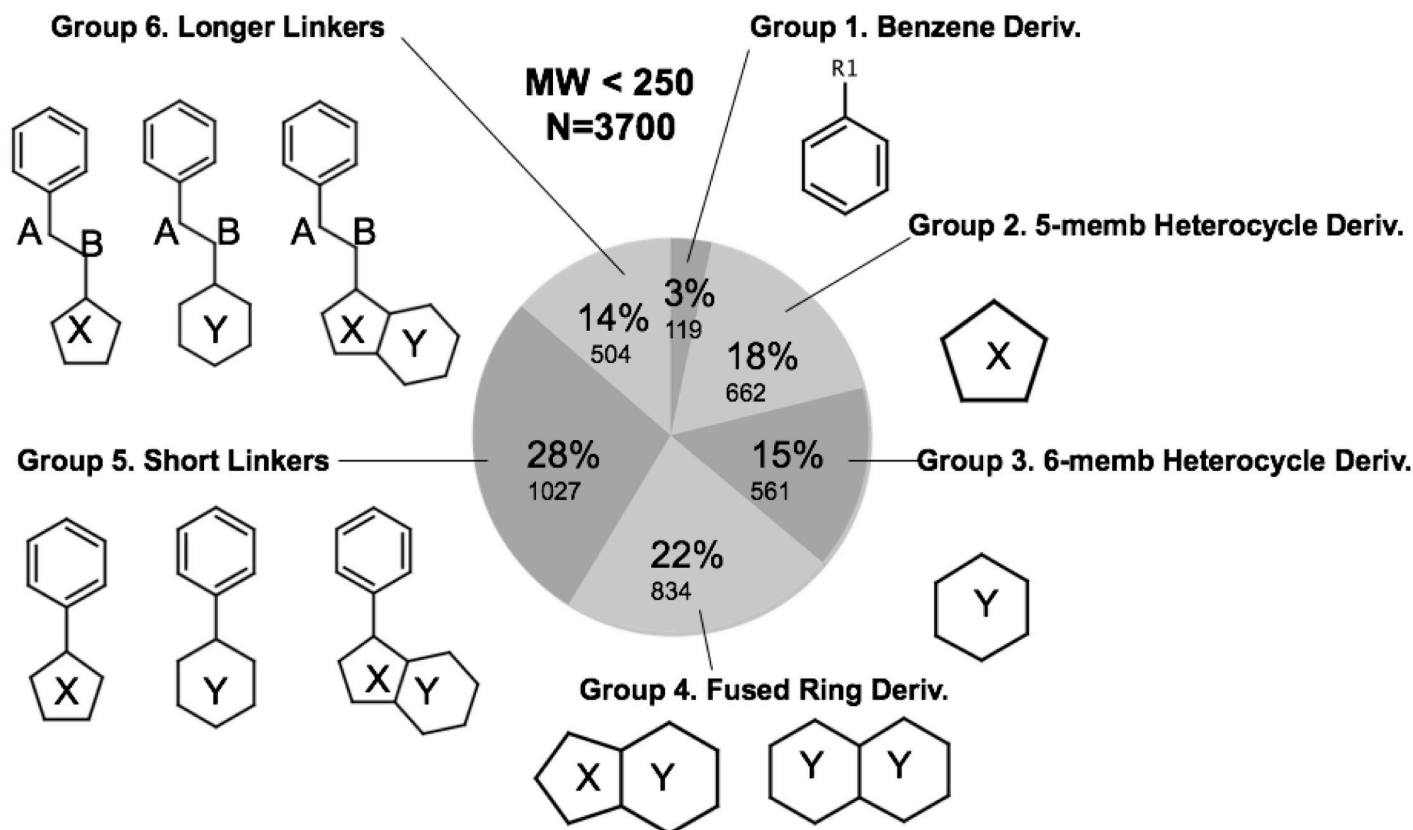 Group 6. Longer Linkers
Group 1. Benzene Deriv.
MW < 250
N=3700
R1
A B
X
A B
Y
A B
X Y
Group 2. 5-memb Heterocycle Deriv.
X
3%
119
14%
504
18%
662
Group 5. Short Linkers
28%
1027
15%
561
Group 3. 6-memb Heterocycle Deriv.
22%
834
Y
X
Y
X Y
Group 4. Fused Ring Deriv.
X Y
Y Y